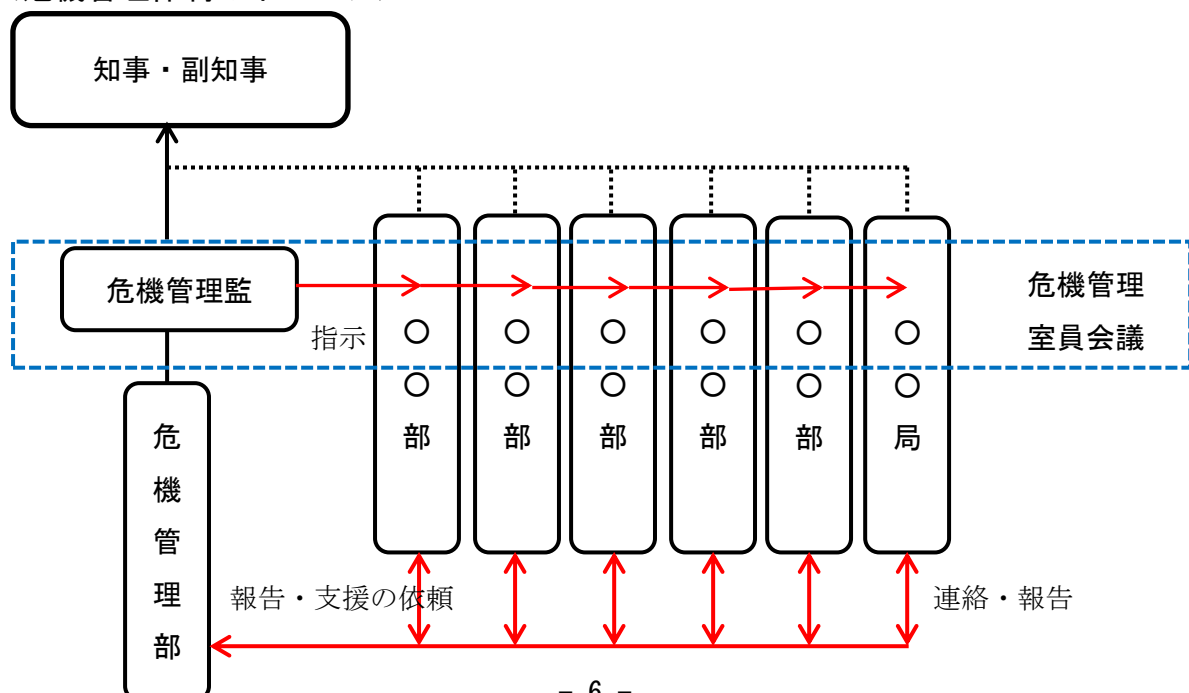 知事・副知事
危機管理監
指示
危機管理
室員会議
○○部
○○部
○○部
○○部
○○部
○○局
危機管理部
報告・支援の依頼
連絡・報告
- 6 -